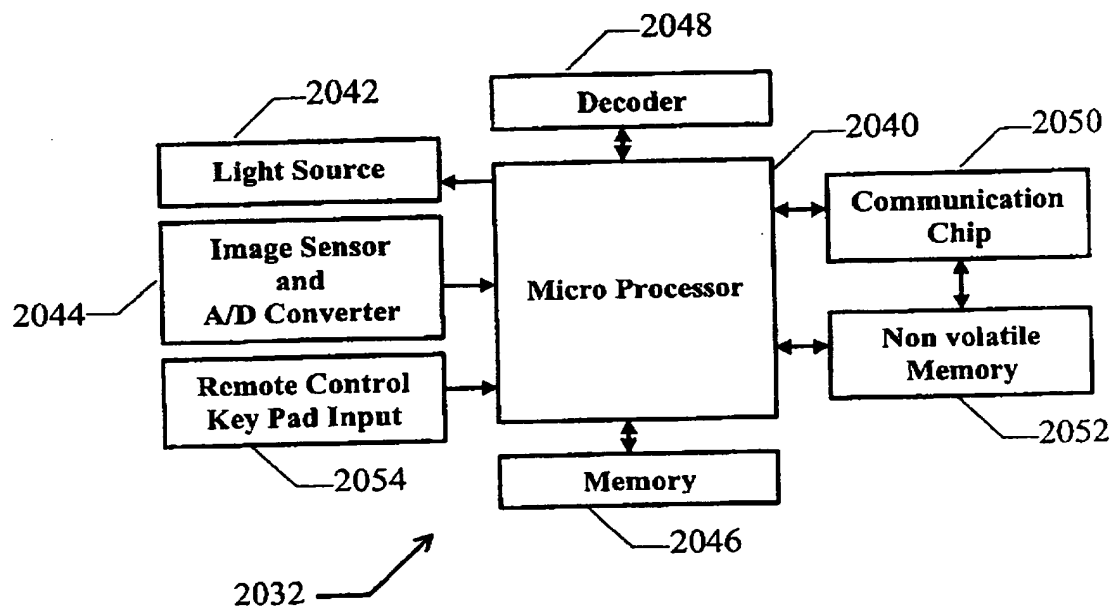 2048
Decoder
2042
Light Source
2040
2050
Communication
Chip
Image Sensor
and
A/D Converter
2044
Micro Processor
Non volatile
Memory
2052
Remote Control
Key Pad Input
2054
Memory
2046
2032